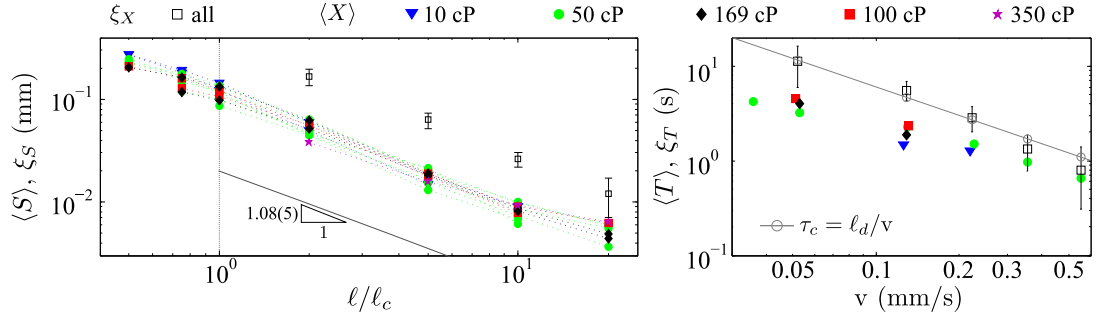 ξ_X all ⟨X⟩ 10 cP 50 cP 169 cP 100 cP 350 cP
⟨S⟩, ξ_S (mm)
10^{-1}
10^{-2}
1.08(5)
1
10^0 10^1
ℓ/ℓ_c
⟨T⟩, ξ_T (s)
10^1
10^0
10^{-1}
τ_c = ℓ_d/v
0.05 0.1 0.2 0.3 0.5
v (mm/s)